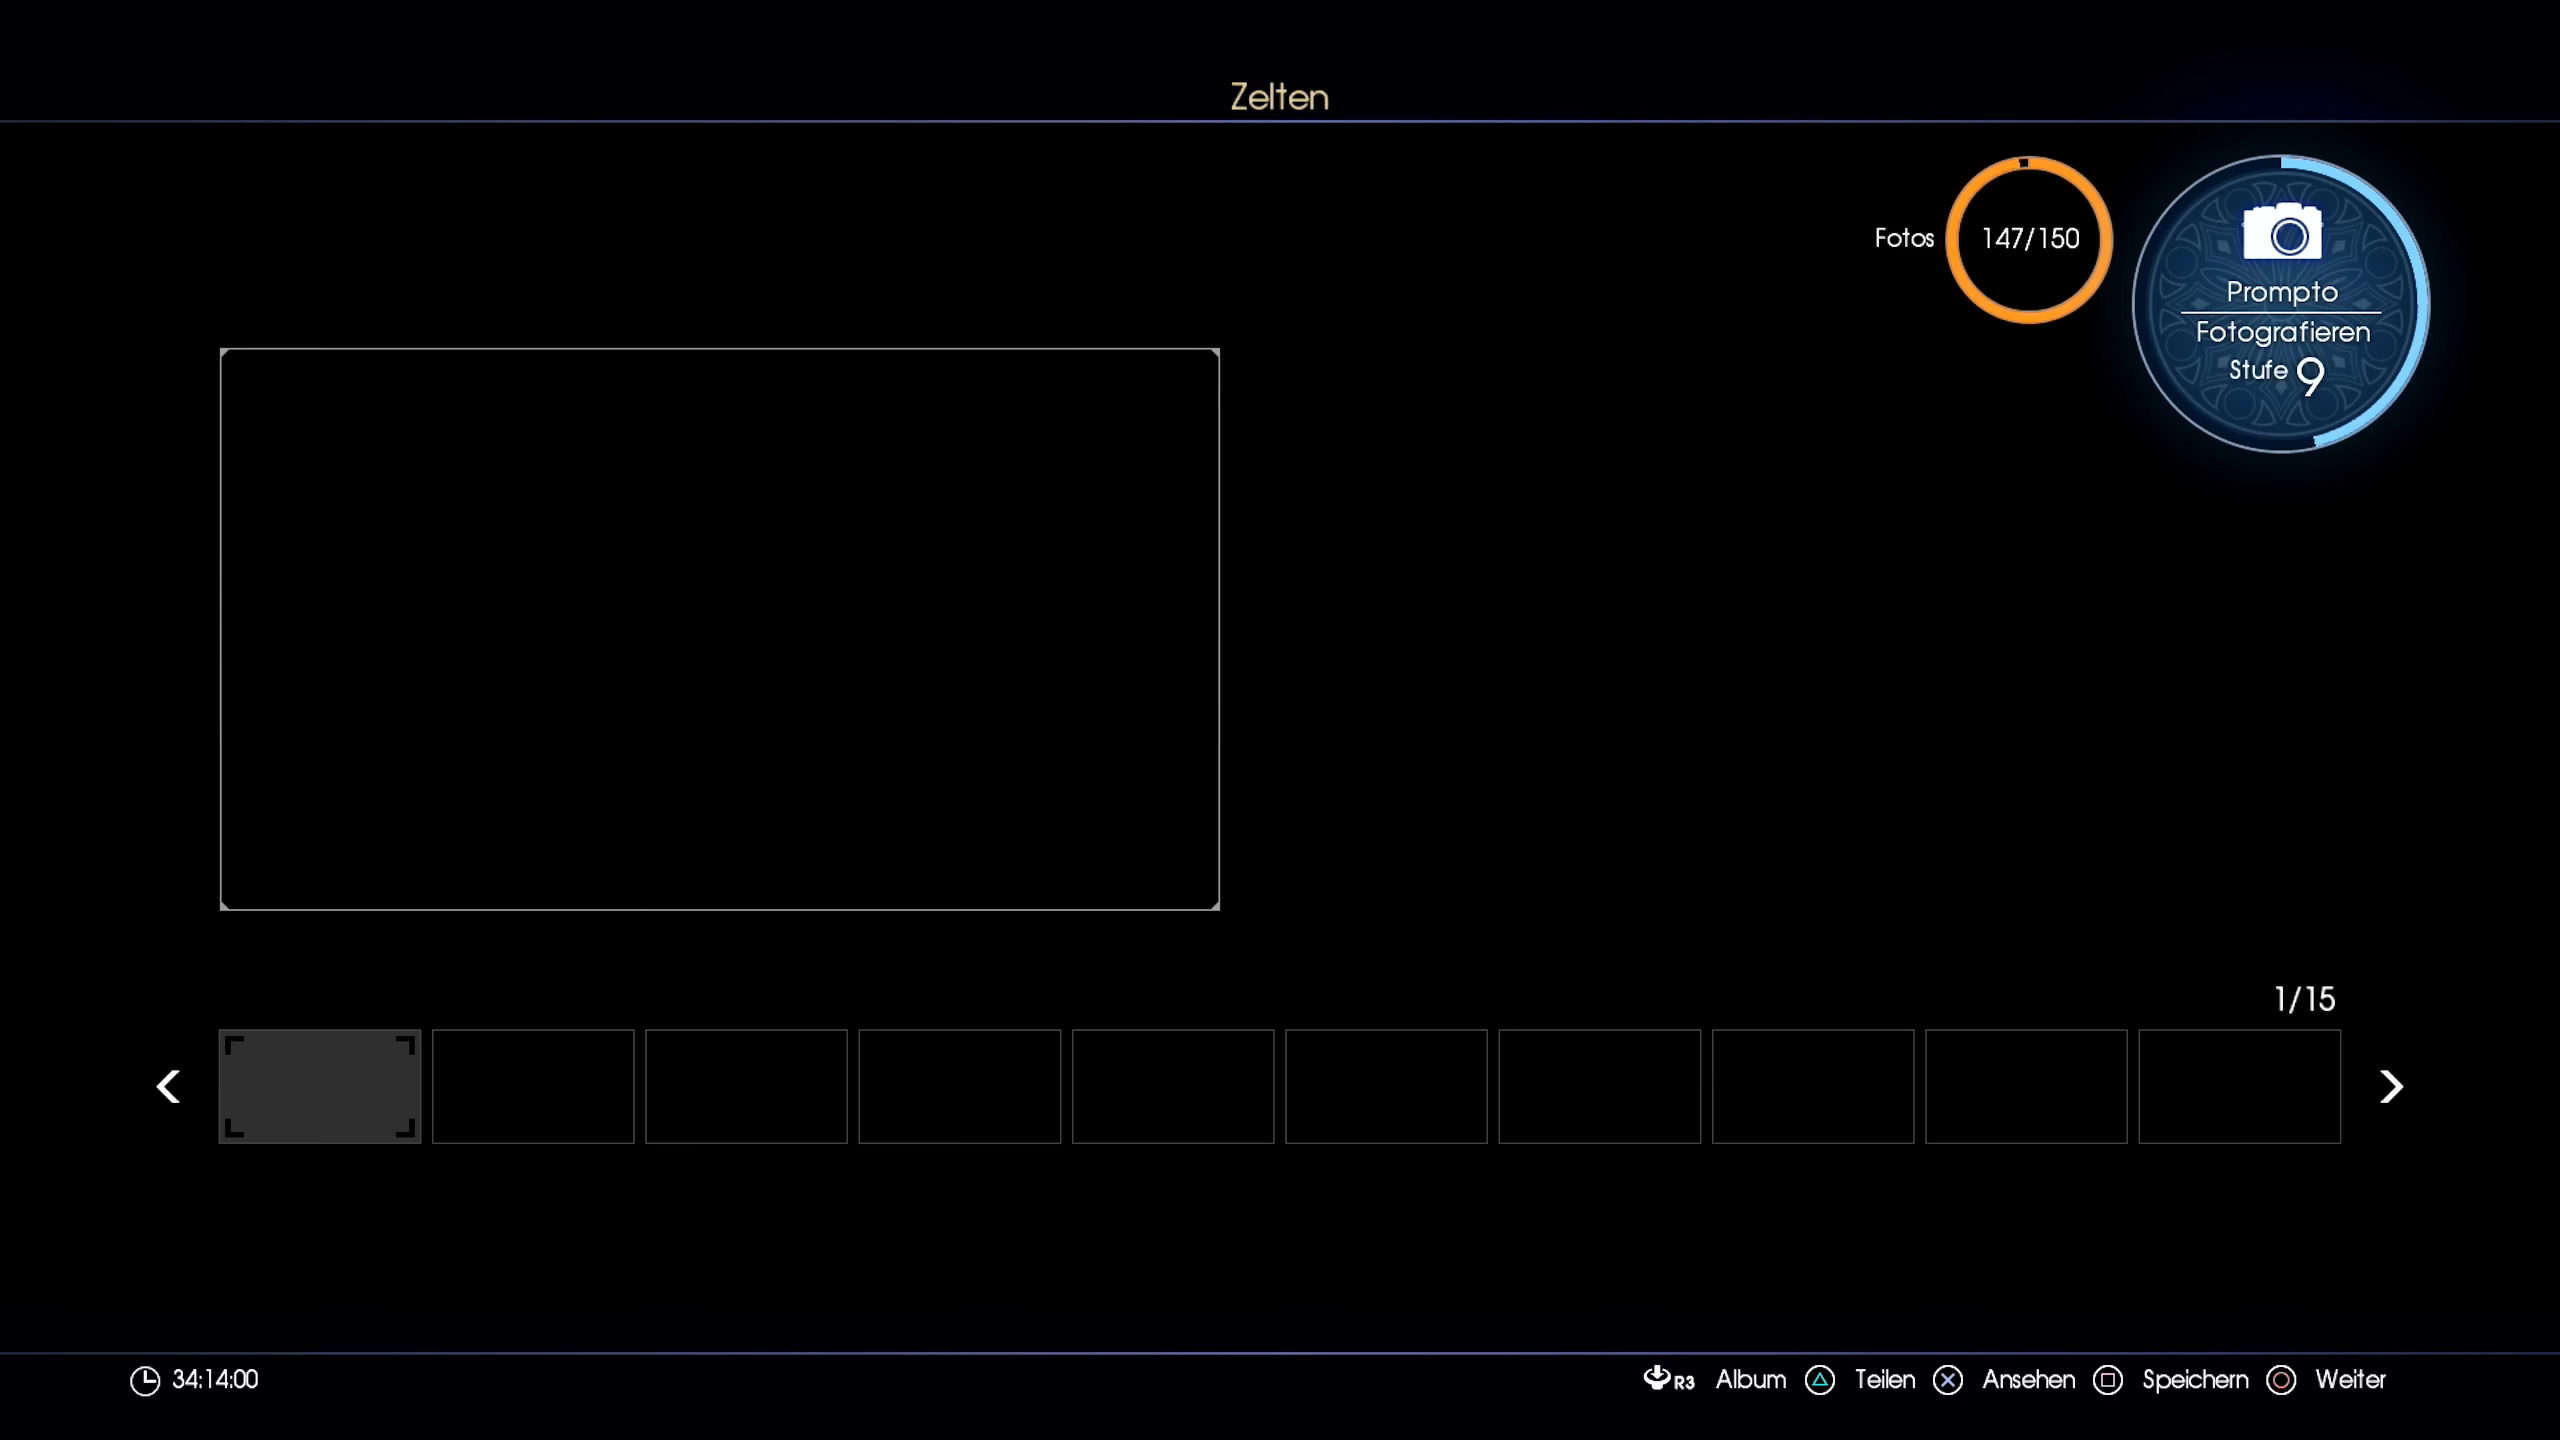 Zelten
Fotos
147/150
Prompto
Fotografieren
Stufe 9
1/15
34:14:00
R3 Album Teilen Ansehen Speichern Weiter